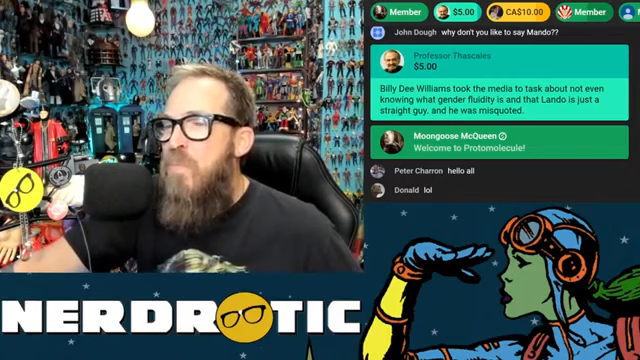 Member
$5.00
CA$10.00
Member
John Dough why don't you like to say Mando??
Professor Thascales
$5.00
Billy Dee Williams took the media to task about not even
knowing what gender fluidity is and that Lando is just a
straight guy. and he was misquoted.
Moongoose McQueen
Welcome to Protomolecule!
Peter Charron hello all
Donald lol
NERDROTIC